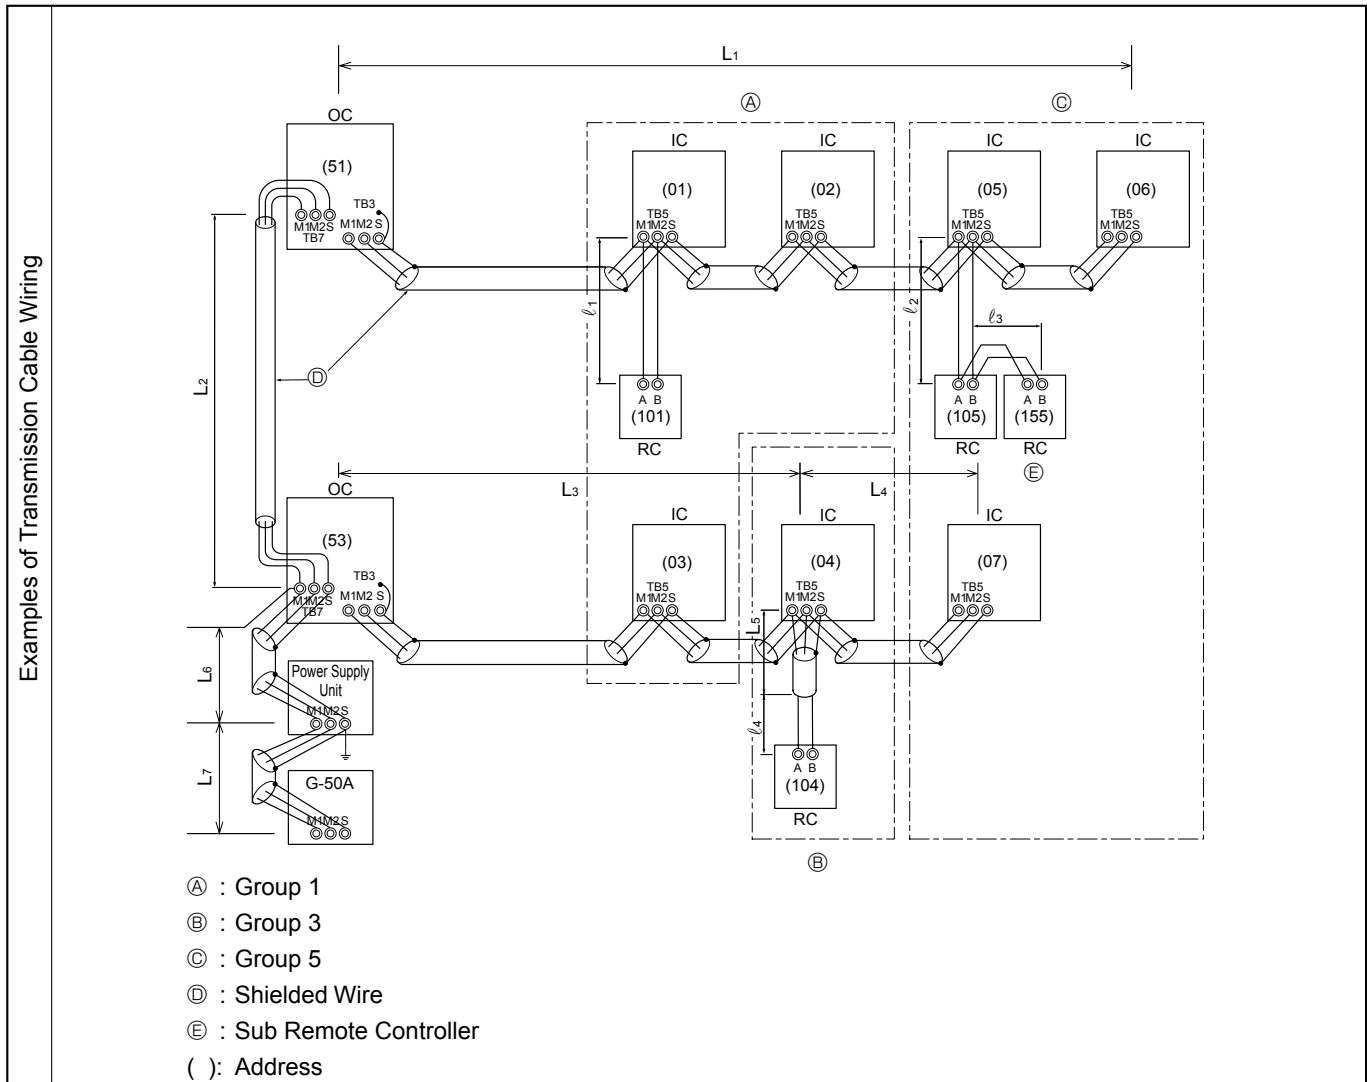 Examples of Transmission Cable Wiring
L1
Ⓐ
Ⓒ
OC
IC
IC
IC
IC
(51)
(01)
(02)
(05)
(06)
TB3
TB5
TB5
TB5
TB5
M1M2S
TB7
M1M2 S
M1M2S
M1M2S
M1M2S
M1M2S
L2
Ⓓ
ℓ1
ℓ2
ℓ3
A B
(101)
RC
A B
(105)
RC
A B
(155)
RC
Ⓔ
L3
L4
OC
IC
IC
IC
(53)
(03)
(04)
(07)
TB3
TB5
TB5
TB5
M1M2S
TB7
M1M2 S
M1M2S
M1M2S
M1M2S
L5
L6
Power Supply
Unit
M1M2S
ℓ4
L7
G-50A
M1M2S
A B
(104)
RC
Ⓑ
Ⓐ : Group 1
Ⓑ : Group 3
Ⓒ : Group 5
Ⓓ : Shielded Wire
Ⓔ : Sub Remote Controller
( ): Address